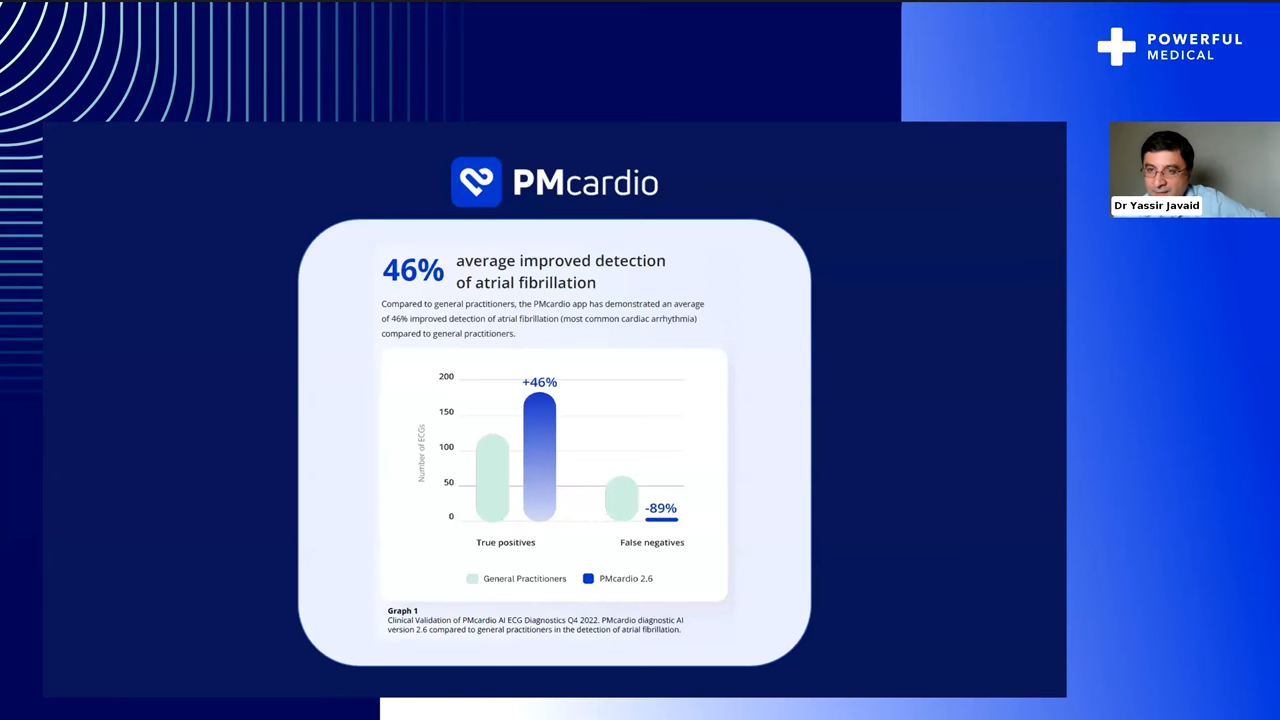 POWERFUL
MEDICAL
PMcardio
Dr Yassir Javaid
46% average improved detection
of atrial fibrillation
Compared to general practitioners, the PMcardio app has demonstrated an average
of 46% improved detection of atrial fibrillation (most common cardiac arrhythmia)
compared to general practitioners.
200
+46%
150
100
Number of ECGs
50
-89%
0
True positives
False negatives
General Practitioners
PMcardio 2.6
Graph 1
Clinical Validation of PMcardio AI ECG Diagnostics Q4 2022. PMcardio diagnostic AI
version 2.6 compared to general practitioners in the detection of atrial fibrillation.